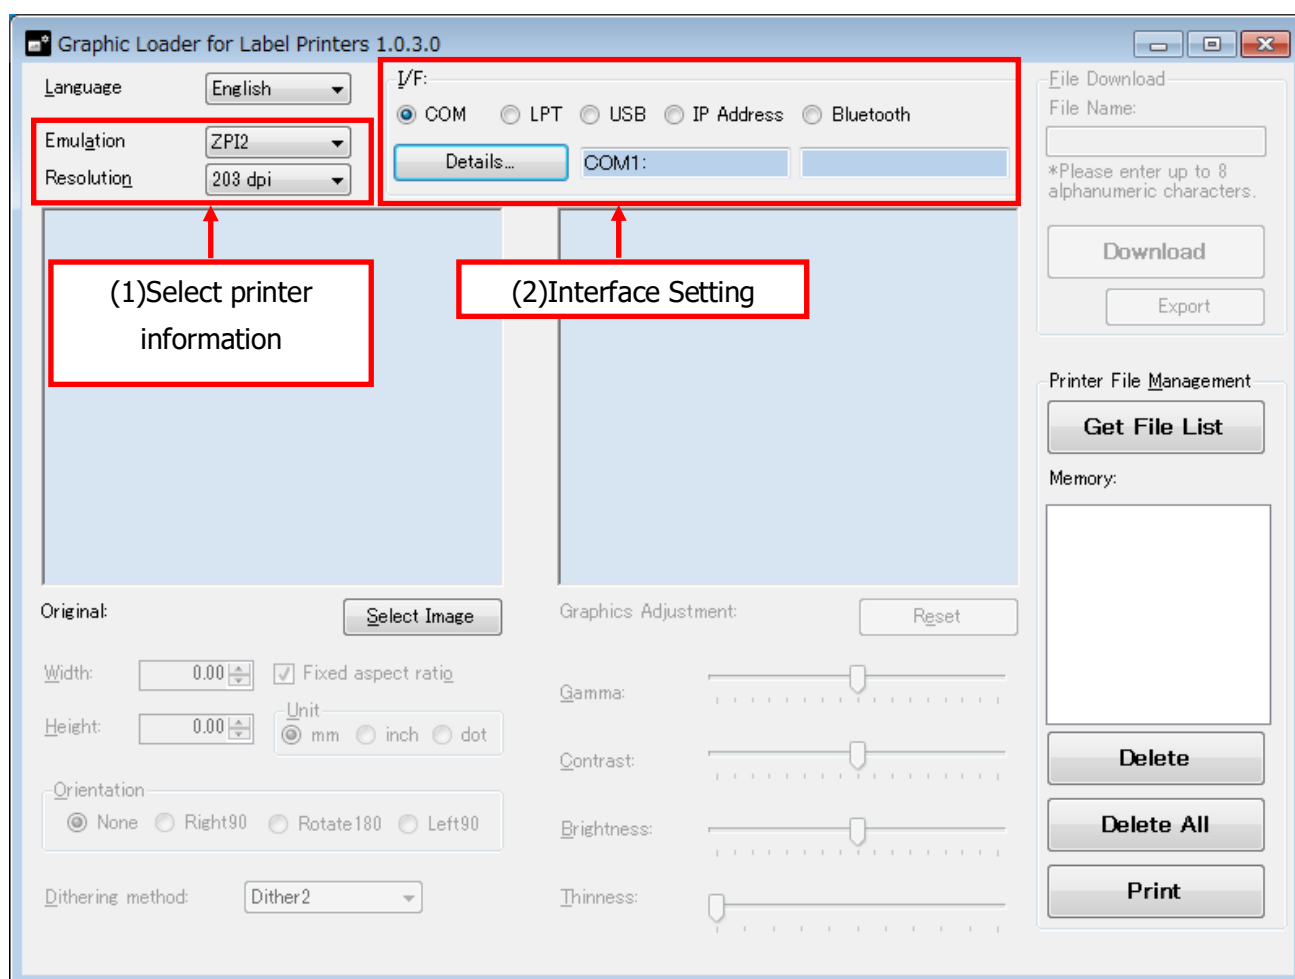 Graphic Loader for Label Printers 1.0.3.0
Language English
Emulation ZPI2
Resolution 203 dpi
I/F:
COM LPT USB IP Address Bluetooth
Details... COM1:
(1)Select printer
information
(2)Interface Setting
Original: Select Image
Width: 0.00 Fixed aspect ratio
Height: 0.00 Unit
mm inch dot
Orientation
None Right90 Rotate180 Left90
Dithering method: Dither2
Graphics Adjustment: Reset
Gamma:
Contrast:
Brightness:
Thinness:
File Download
File Name:
*Please enter up to 8
alphanumeric characters.
Download
Export
Printer File Management
Get File List
Memory:
Delete
Delete All
Print